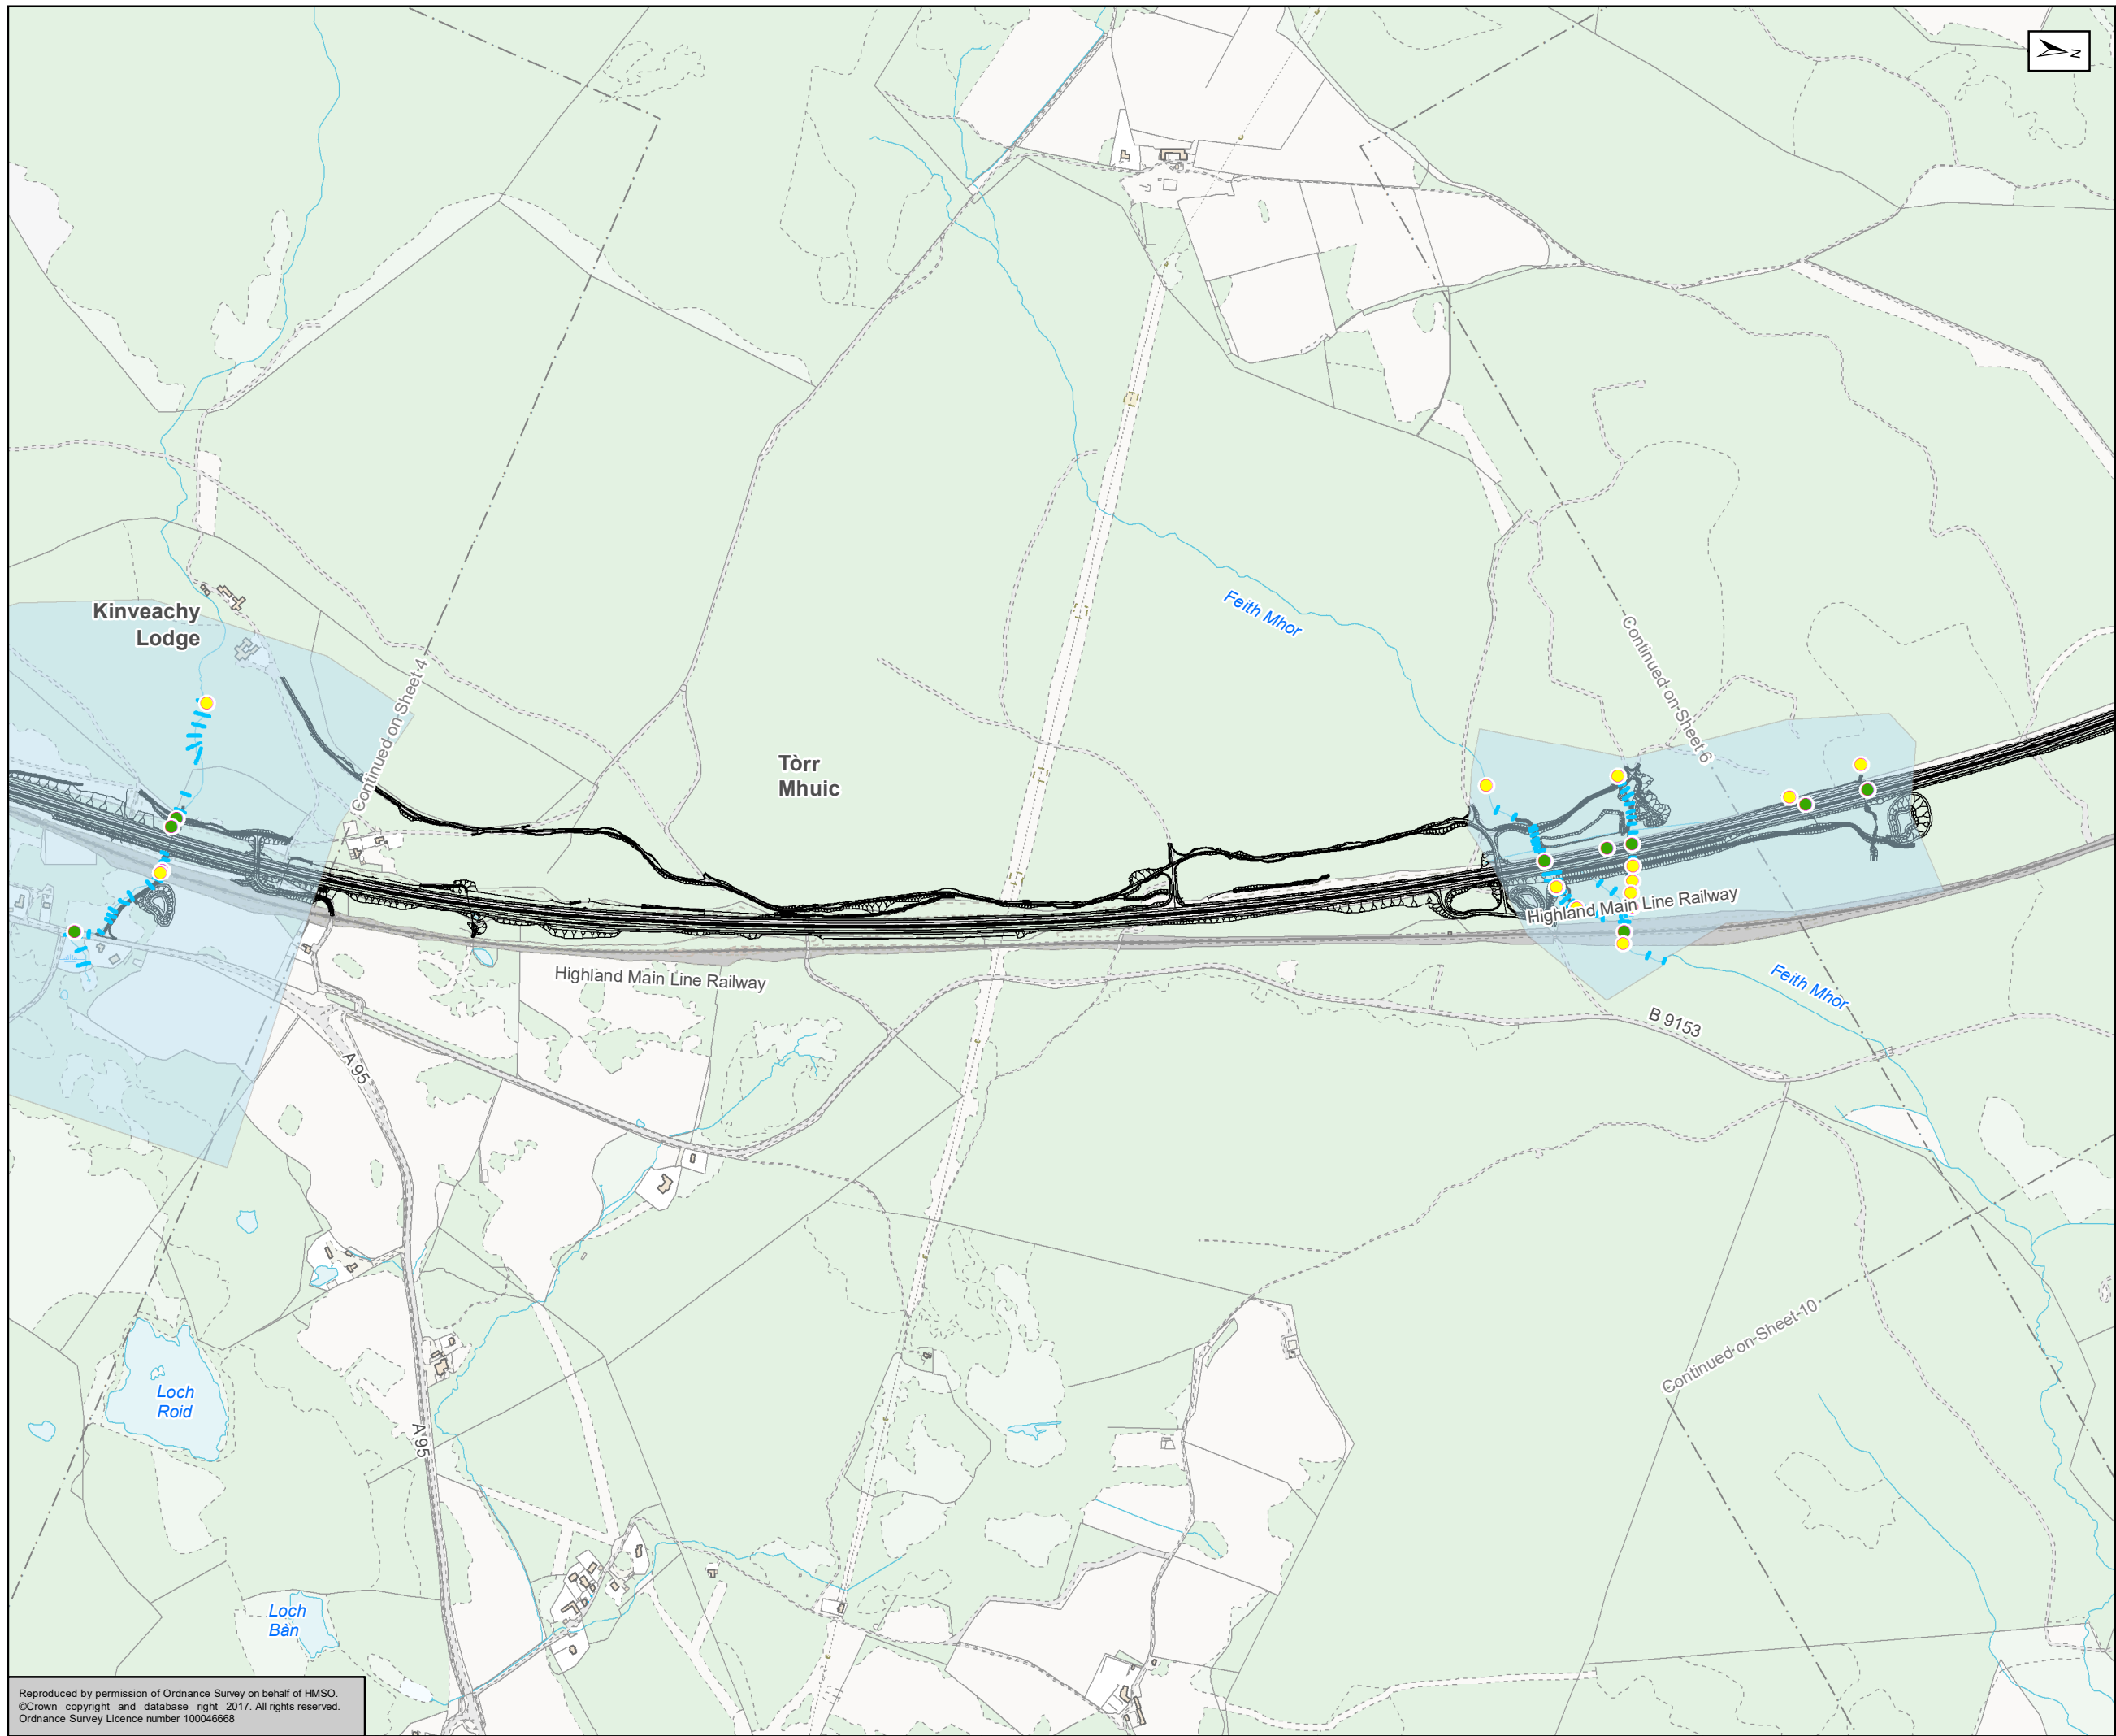 N
Kinveachy
Lodge
Continued on Sheet 4
Feith Mhor
Continued on Sheet 6
Tòrr
Mhuic
Highland Main Line Railway
Highland Main Line Railway
Feith Mhor
B 9153
A 95
Continued on Sheet 10
Loch
Roid
A 95
Loch
Bàn
Reproduced by permission of Ordnance Survey on behalf of HMSO.
©Crown copyright and database right 2017. All rights reserved.
Ordnance Survey Licence number 100046668